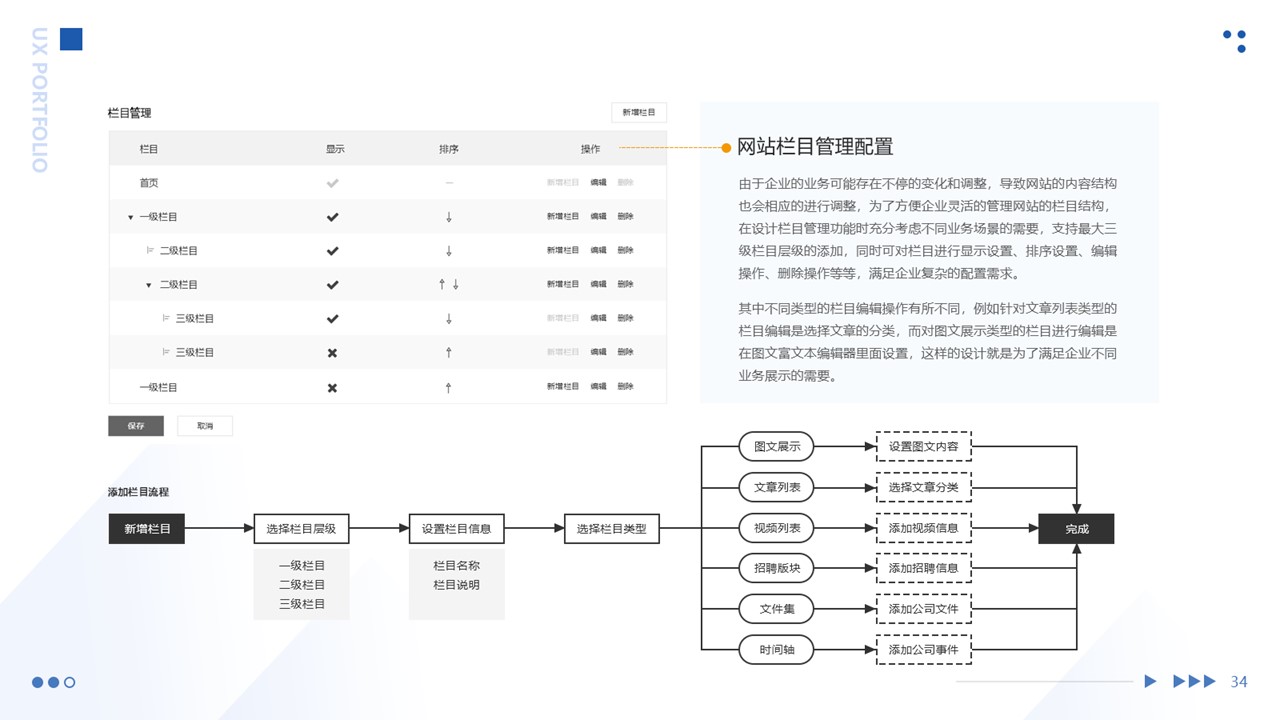 UX PORTFOLIO
栏目管理
新增栏目
栏目 显示 排序 操作
首页 新增栏目 编辑 删除
一级栏目 新增栏目 编辑 删除
二级栏目 新增栏目 编辑 删除
二级栏目 新增栏目 编辑 删除
三级栏目 新增栏目 编辑 删除
三级栏目 新增栏目 编辑 删除
一级栏目 新增栏目 编辑 删除
保存 取消
网站栏目管理配置
由于企业的业务可能存在不停的变化和调整，导致网站的内容结构
也会相应的进行调整，为了方便企业灵活的管理网站的栏目结构，
在设计栏目管理功能时充分考虑不同业务场景的需要，支持最大三
级栏目层级的添加，同时可对栏目进行显示设置、排序设置、编辑
操作、删除操作等等，满足企业复杂的配置需求。
其中不同类型的栏目编辑操作有所不同，例如针对文章列表类型的
栏目编辑是选择文章的分类，而对图文展示类型的栏目进行编辑是
在图文富文本编辑器里面设置，这样的设计就是为了满足企业不同
业务展示的需要。
添加栏目流程
新增栏目
选择栏目层级
一级栏目
二级栏目
三级栏目
设置栏目信息
栏目名称
栏目说明
选择栏目类型
图文展示 设置图文内容
文章列表 选择文章分类
视频列表 添加视频信息
招聘版块 添加招聘信息
文件集 添加公司文件
时间轴 添加公司事件
完成
34